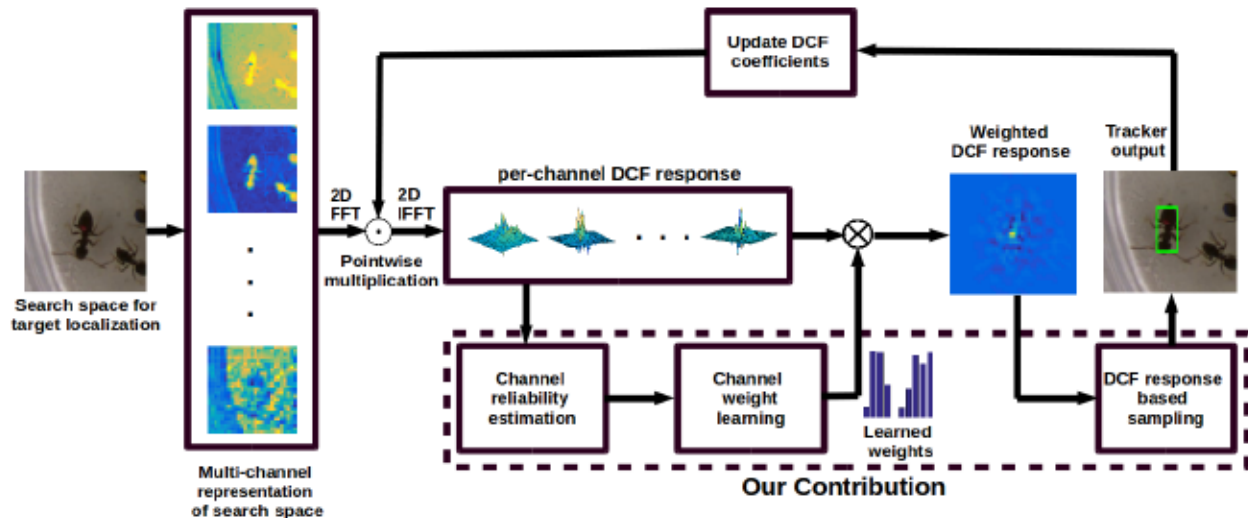 Update DCF
coefficients
Weighted
DCF response
Tracker
output
per-channel DCF response
2D
FFT
2D
IFFT
. . .
Pointwise
multiplication
Search space for
target localization
Channel
reliability
estimation
Channel
weight
learning
Learned
weights
DCF response
based
sampling
Multi-channel
representation
of search space
Our Contribution